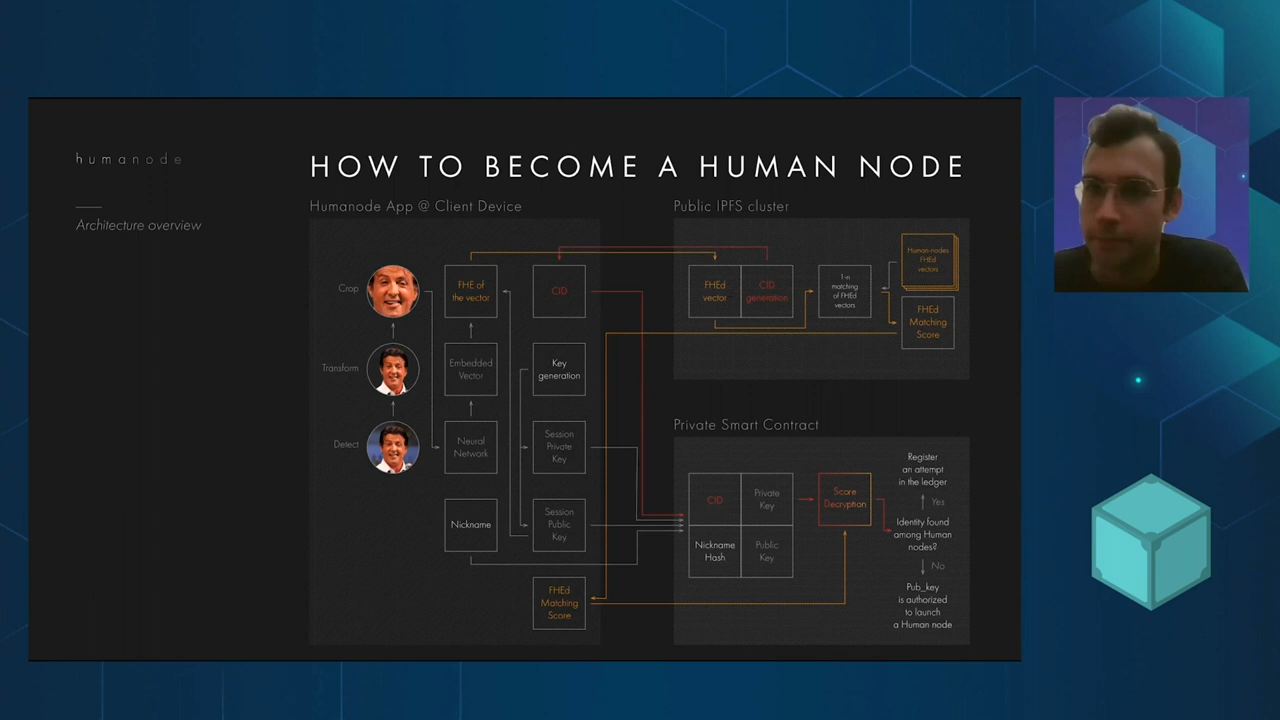 humanode
Architecture overview
HOW TO BECOME A HUMAN NODE
Humanode App @ Client Device
Crop
Transform
Detect
FHE of
the vector
Embedded
Vector
Neural
Network
Nickname
CID
Key
generation
Session
Private
Key
Session
Public
Key
FHEd
Matching
Score
Public IPFS cluster
FHEd
vector
CID
generation
1-n
matching
of FHEd
vectors
Human-nodes
FHEd
vectors
FHEd
Matching
Score
Private Smart Contract
CID
Private
Key
Nickname
Hash
Public
Key
Score
Decryption
Register
an attempt
in the ledger
Yes
Identity found
among Human
nodes?
No
Pub_key
is authorized
to launch
a Human node